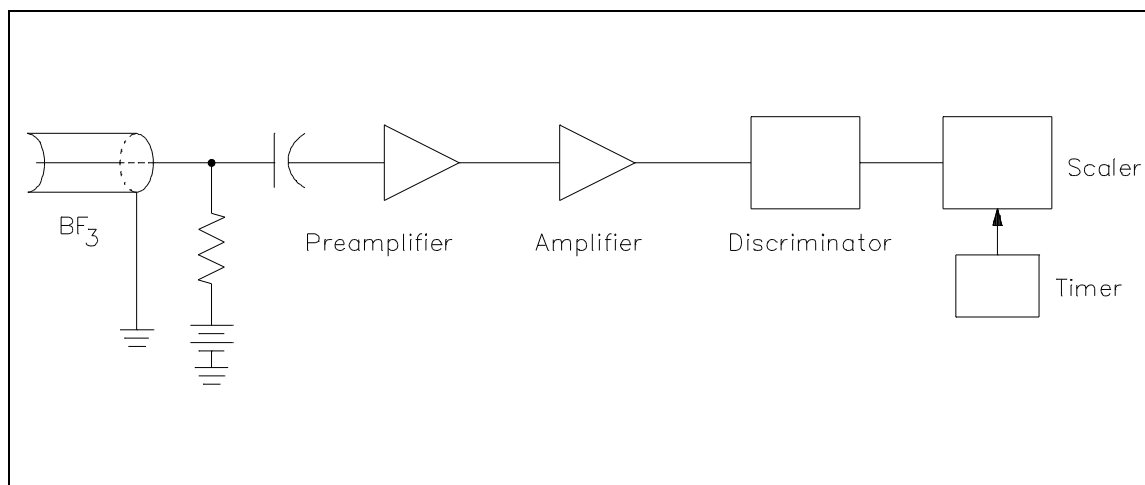 BF3
Preamplifier
Amplifier
Discriminator
Scaler
Timer